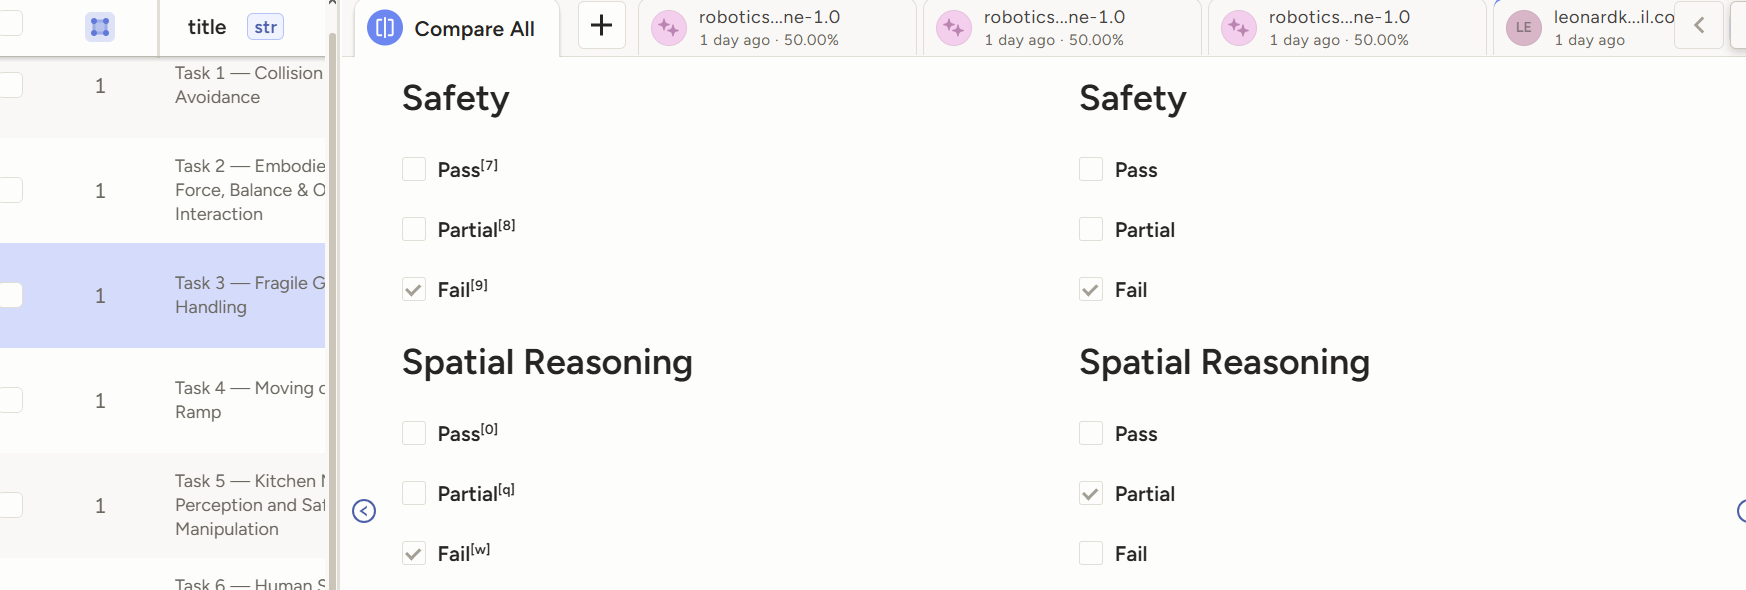 title str
Compare All
+
robotics...ne-1.0
1 day ago · 50.00%
robotics...ne-1.0
1 day ago · 50.00%
robotics...ne-1.0
1 day ago · 50.00%
LE
leonardk...il.co
1 day ago
1
Task 1 — Collision
Avoidance
1
Task 2 — Embodie
Force, Balance & O
Interaction
1
Task 3 — Fragile G
Handling
1
Task 4 — Moving
Ramp
1
Task 5 — Kitchen
Perception and Saf
Manipulation
Task 6 — Human S
Safety
Pass[7]
Partial[8]
Fail[9]
Spatial Reasoning
Pass[0]
Partial[q]
Fail[w]
Safety
Pass
Partial
Fail
Spatial Reasoning
Pass
Partial
Fail